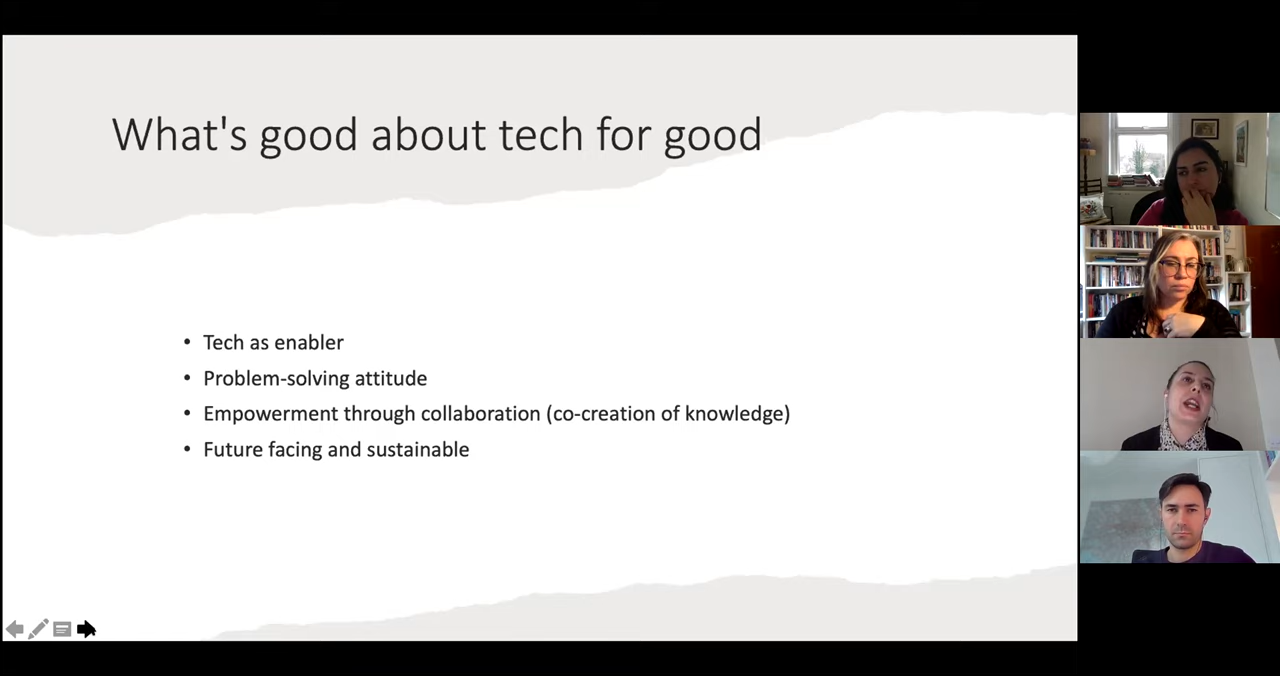 What's good about tech for good
• Tech as enabler
• Problem-solving attitude
• Empowerment through collaboration (co-creation of knowledge)
• Future facing and sustainable